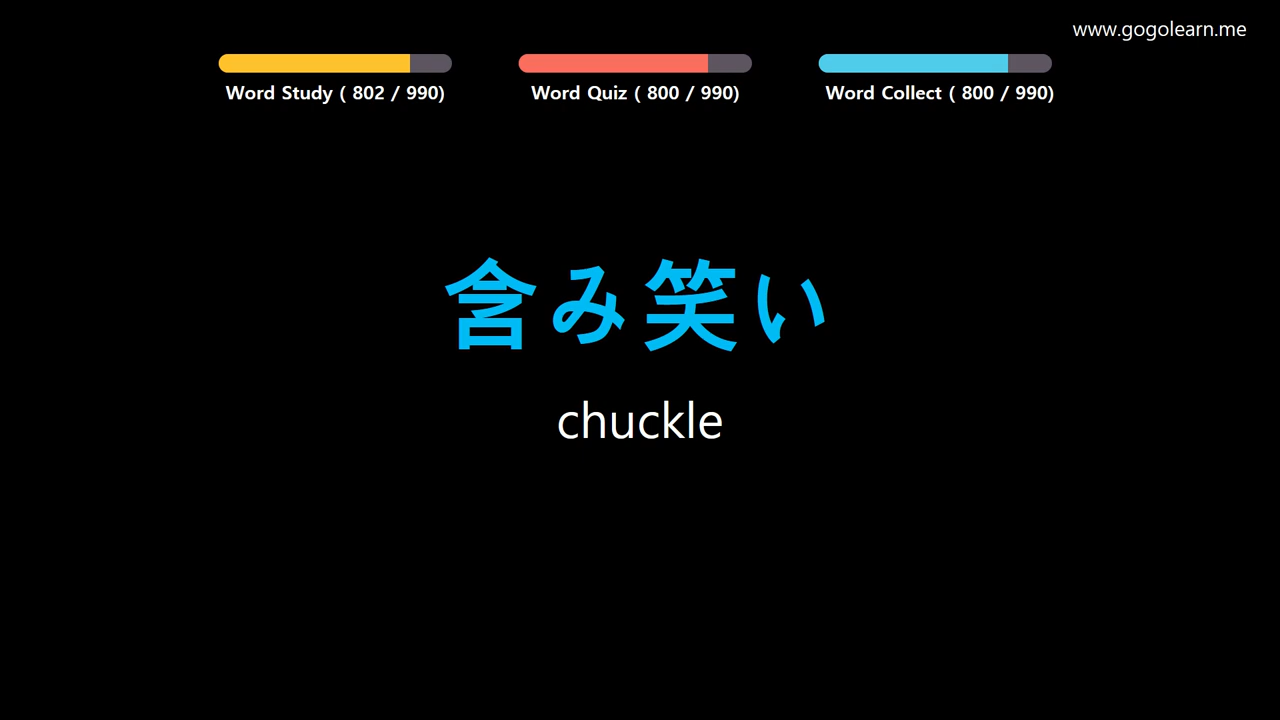 www.gogolearn.me
Word Study ( 802 / 990)
Word Quiz ( 800 / 990)
Word Collect ( 800 / 990)
含み笑い
chuckle